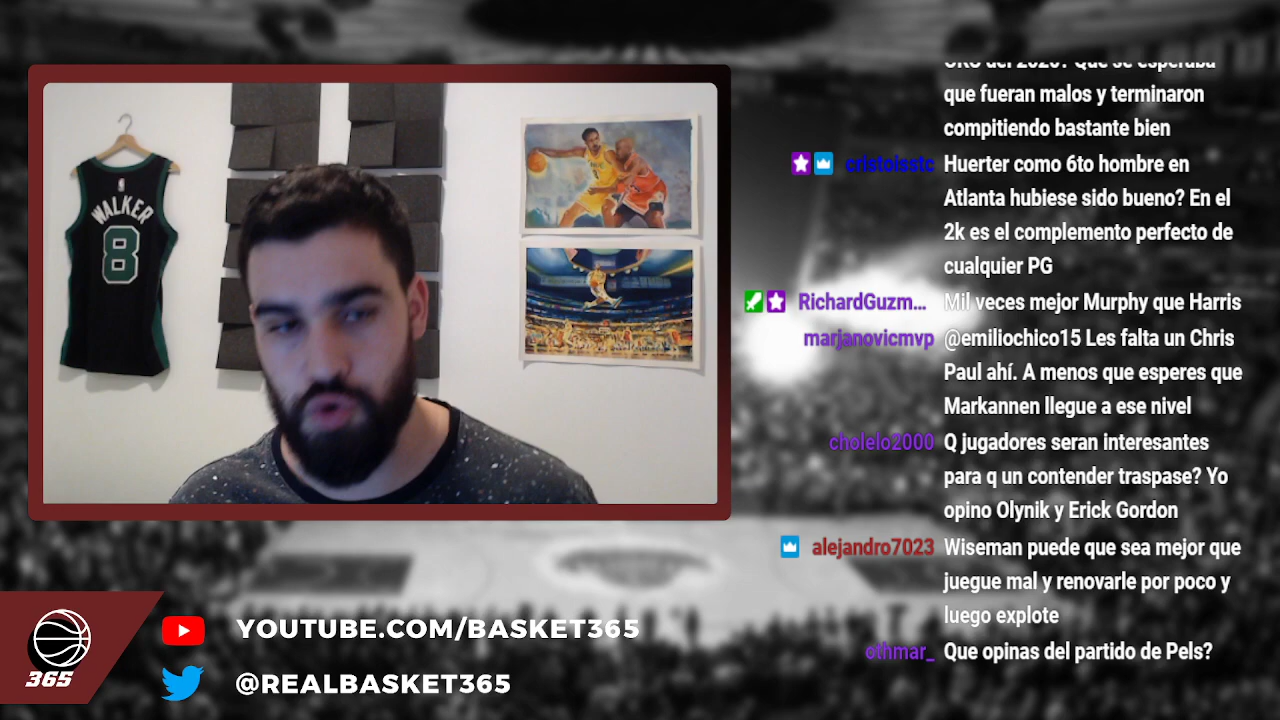 WALKER
8
que fueran malos y terminaron
compitiendo bastante bien
cristoisstc Huerter como 6to hombre en
Atlanta hubiese sido bueno? En el
2k es el complemento perfecto de
cualquier PG
RichardGuzm... Mil veces mejor Murphy que Harris
marjanovicmvp @emiliochico15 Les falta un Chris
Paul ahí. A menos que esperes que
Markannen llegue a ese nivel
cholelo2000 Q jugadores seran interesantes
para q un contender traspase? Yo
opino Olynik y Erick Gordon
alejandro7023 Wiseman puede que sea mejor que
juegue mal y renovarle por poco y
luego explote
othmar_ Que opinas del partido de Pels?
365
YOUTUBE.COM/BASKET365
@REALBASKET365